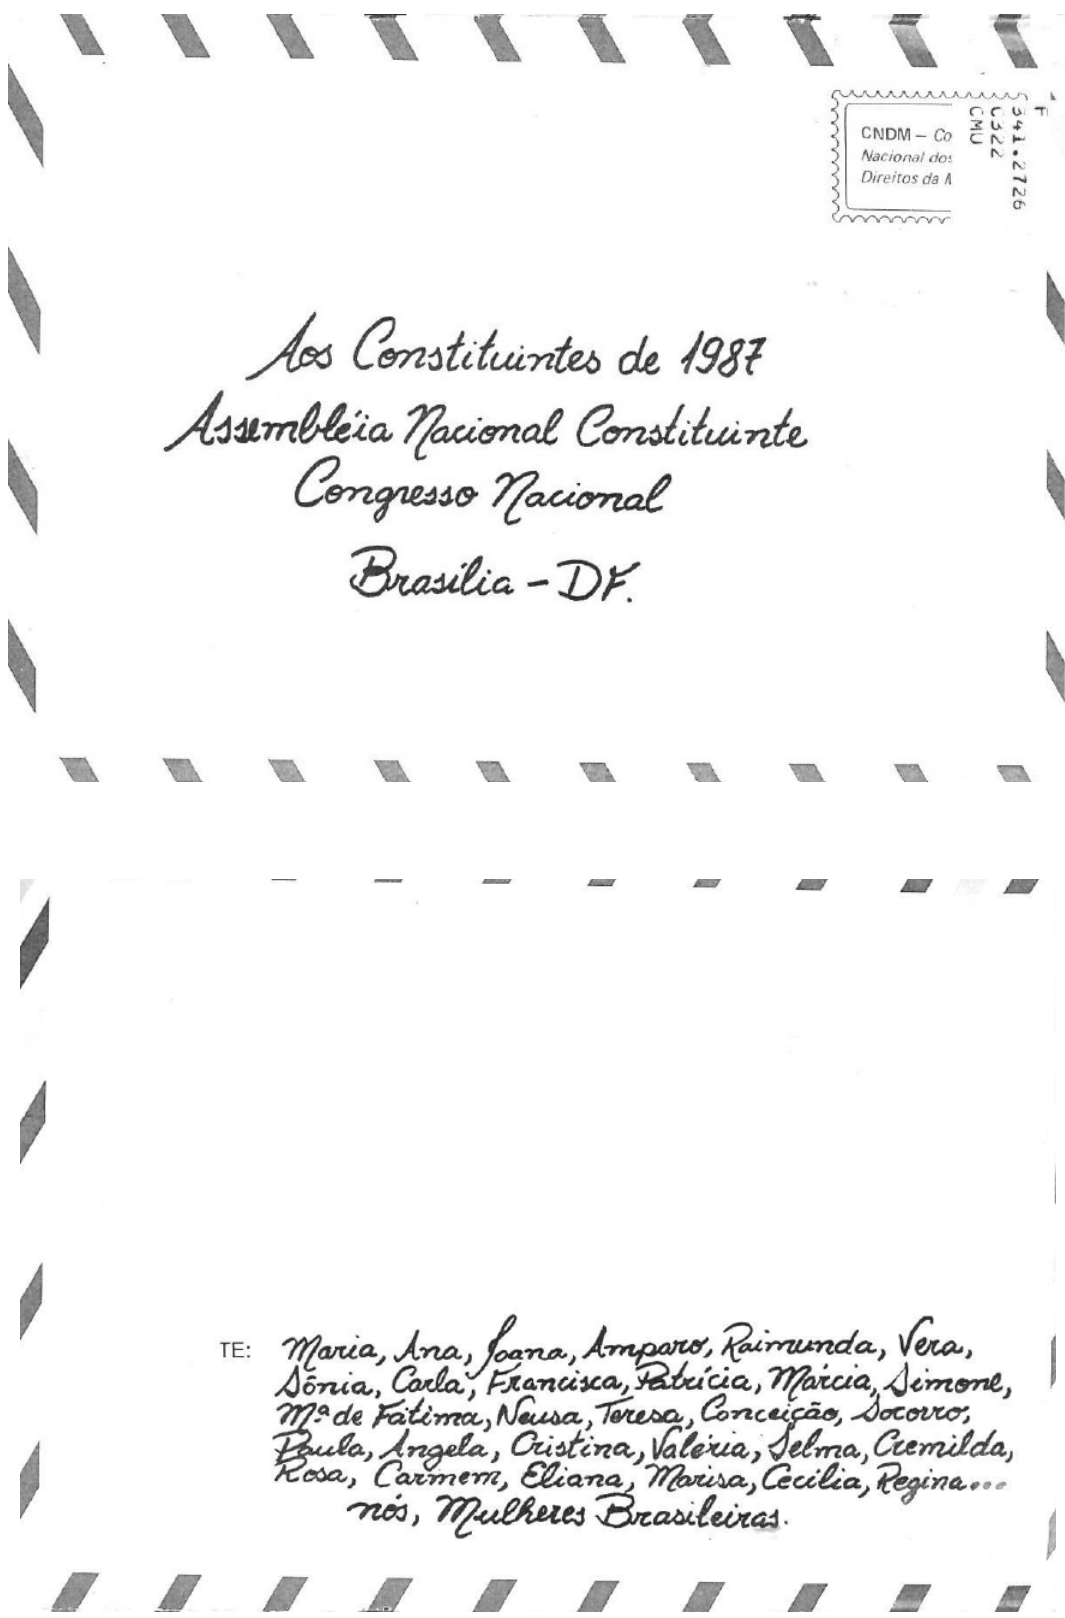 CNDM – Co
Nacional dos
Direitos da M
F
341.2726
C322
CMU
Aos Constituintes de 1987
Assembléia Nacional Constituinte
Congresso Nacional
Brasília - DF.
TE: Maria, Ana, Joana, Amparo, Raimunda, Vera,
Sônia, Carla, Francisca, Patrícia, Márcia, Simone,
Mª de Fátima, Neusa, Teresa, Conceição, Socorro,
Paula, Angela, Cristina, Valéria, Selma, Cremilda,
Rosa, Carmem, Eliana, Marisa, Cecília, Regina...
nós, Mulheres Brasileiras.